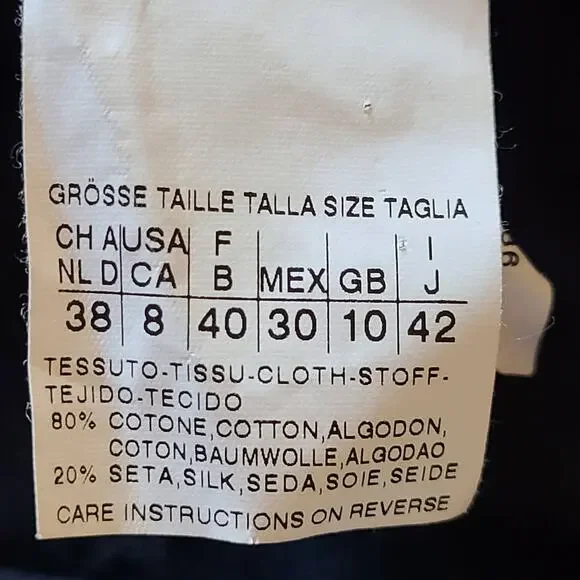 GRÖSSE TAILLE TALLA SIZE TAGLIA
CH A USA F I
NL D CA B MEX GB J
38 8 40 30 10 42
TESSUTO-TISSU-CLOTH-STOFF-
TEJIDO-TECIDO
80% COTONE,COTTON,ALGODON,
COTON,BAUMWOLLE,ALGODAO
20% SETA,SILK,SEDA,SOIE,SEIDE
CARE INSTRUCTIONS ON REVERSE